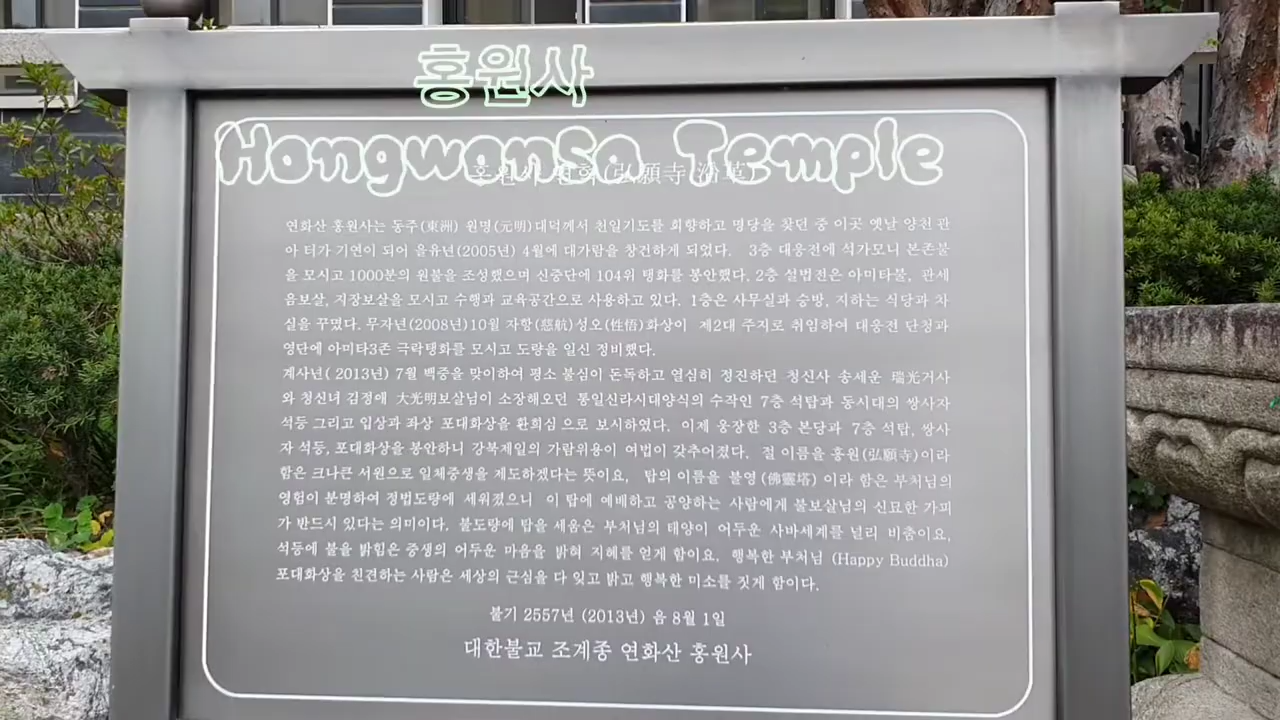 홍원사
Hongwonsa Temple
홍원사 연혁(弘願寺 沿革)
연화산 홍원사는 동주(東洲) 원명(元明)대덕께서 천일기도를 회향하고 명당을 찾던 중 이곳 옛날 양천 관
아 터가 기연이 되어 을유년(2005년) 4월에 대가람을 창건하게 되었다. 3층 대웅전에 석가모니 본존불
을 모시고 1000분의 원불을 조성했으며 신중단에 104위 탱화를 봉안했다. 2층 설법전은 아미타불, 관세
음보살, 지장보살을 모시고 수행과 교육공간으로 사용하고 있다. 1층은 사무실과 승방, 지하는 식당과 차
실을 꾸몄다. 무자년(2008년)10월 자항(慈航)성오(性悟)화상이 제2대 주지로 취임하여 대웅전 단청과
영단에 아미타3존 극락탱화를 모시고 도량을 일신 정비했다.
계사년( 2013년) 7월 백중을 맞이하여 평소 불심이 돈독하고 열심히 정진하던 청신사 송세운 瑞光거사
와 청신녀 김정애 大光明보살님이 소장해오던 통일신라시대양식의 수작인 7층 석탑과 동시대의 쌍사자
석등 그리고 입상과 좌상 포대화상을 환희심 으로 보시하였다. 이제 웅장한 3층 본당과 7층 석탑, 쌍사
자 석등, 포대화상을 봉안하니 강북제일의 가람위용이 여법이 갖추어졌다. 절 이름을 홍원(弘願寺)이라
함은 크나큰 서원으로 일체중생을 제도하겠다는 뜻이요, 탑의 이름을 불영(佛靈塔) 이라 함은 부처님의
영험이 분명하여 정법도량에 세워졌으니 이 탑에 예배하고 공양하는 사람에게 불보살님의 신묘한 가피
가 반드시 있다는 의미이다. 불도량에 탑을 세움은 부처님의 태양이 어두운 사바세계를 널리 비춤이요,
석등에 불을 밝힘은 중생의 어두운 마음을 밝혀 지혜를 얻게 함이요, 행복한 부처님 (Happy Buddha)
포대화상을 친견하는 사람은 세상의 근심을 다 잊고 밝고 행복한 미소를 짓게 함이다.
불기 2557년 (2013년) 음 8월 1일
대한불교 조계종 연화산 홍원사